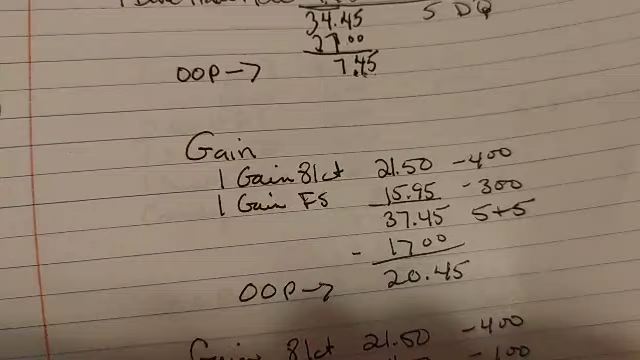 34.45 5 DQ
27.00
OOP → 7.45
Gain
1 Gain 81ct 21.50 -400
1 Gain FS 15.95 -300
37.45 5+5
- 17.00
OOP → 20.45
Gain 81ct 21.50 -400
-100